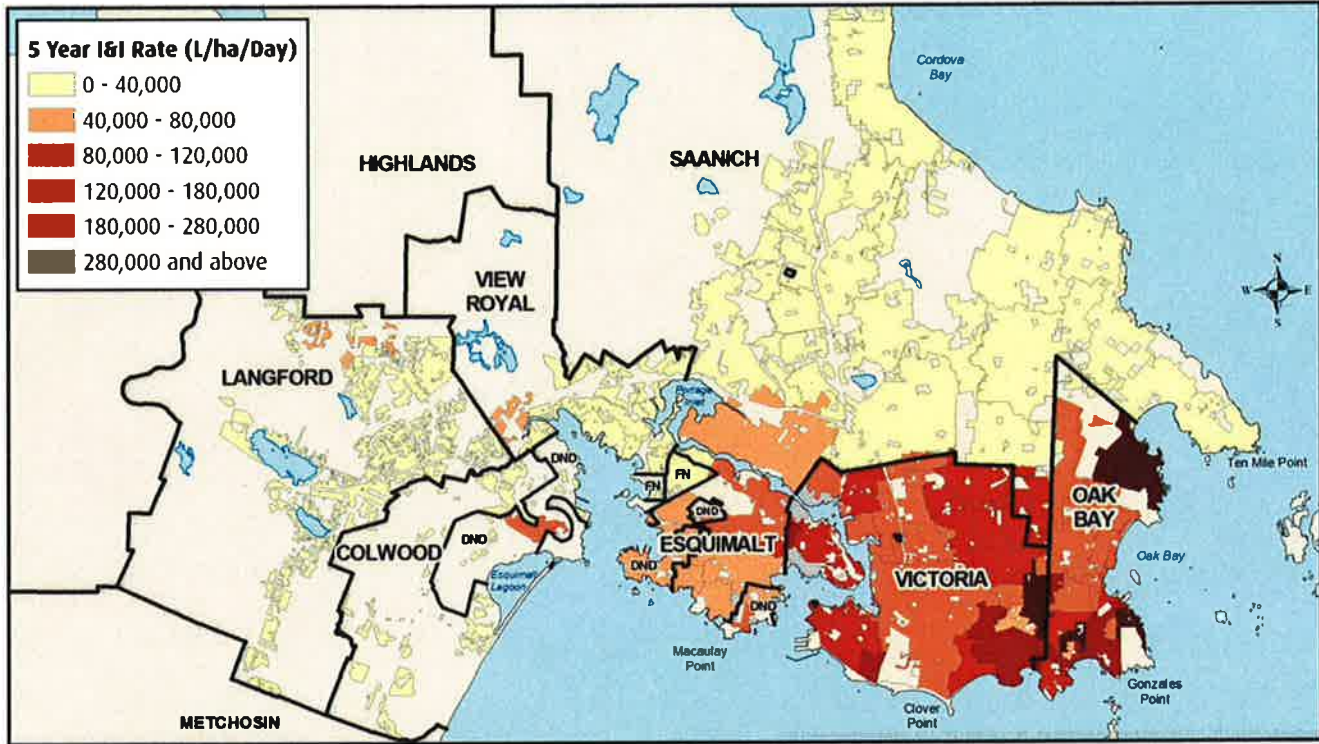 5 Year I&I Rate (L/ha/Day)
0 - 40,000
40,000 - 80,000
80,000 - 120,000
120,000 - 180,000
180,000 - 280,000
280,000 and above
Cordova
Bay
HIGHLANDS
SAANICH
N
W
E
S
VIEW
ROYAL
LANGFORD
Portage
DND
FN
FN
Ten Mile Point
DND
OAK
BAY
COLWOOD
DND
ESQUIMALT
Oak Bay
DND
VICTORIA
Esquimalt
Lagoon
DND
Macaulay
Point
Gonzales
Point
METCHOSIN
Clover
Point